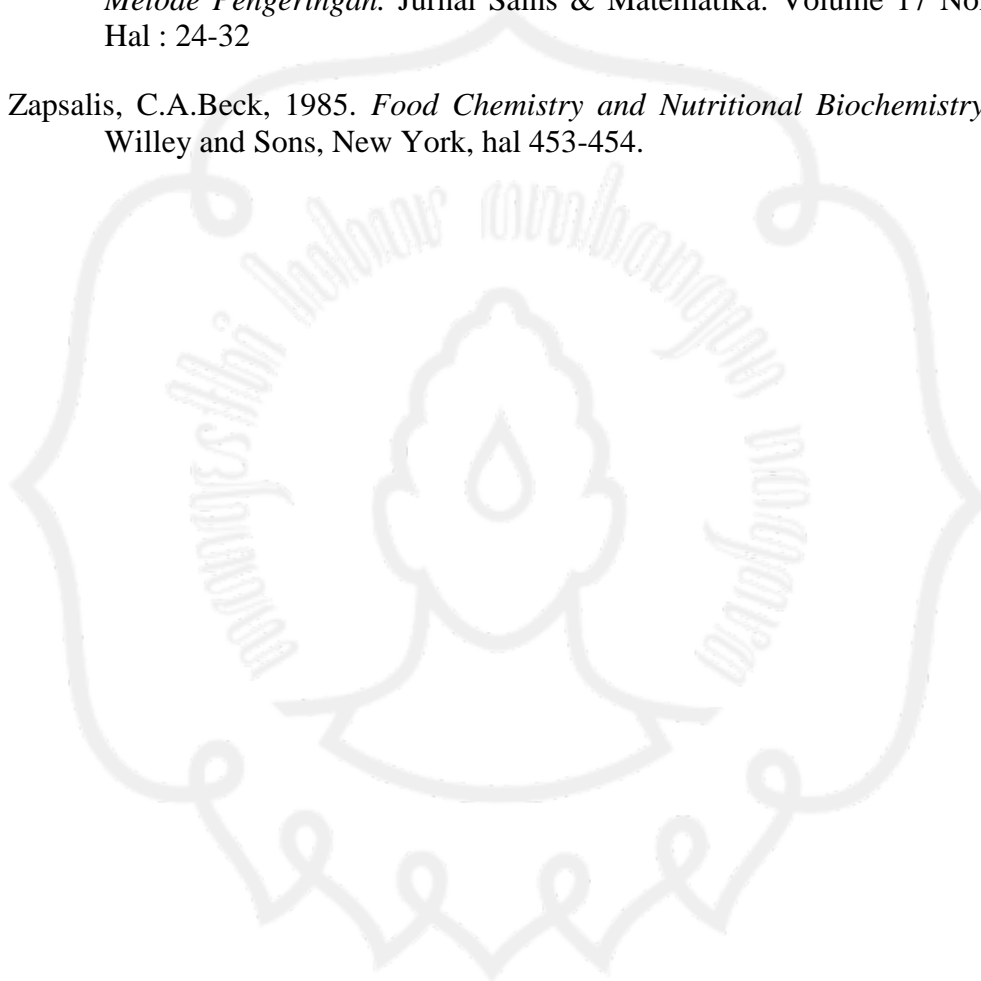 Metode Pengeringan. Jurnal Sains & Matematika. Volume 17 No.
Hal : 24-32
Zapsalis, C.A.Beck, 1985. Food Chemistry and Nutritional Biochemistry
Willey and Sons, New York, hal 453-454.